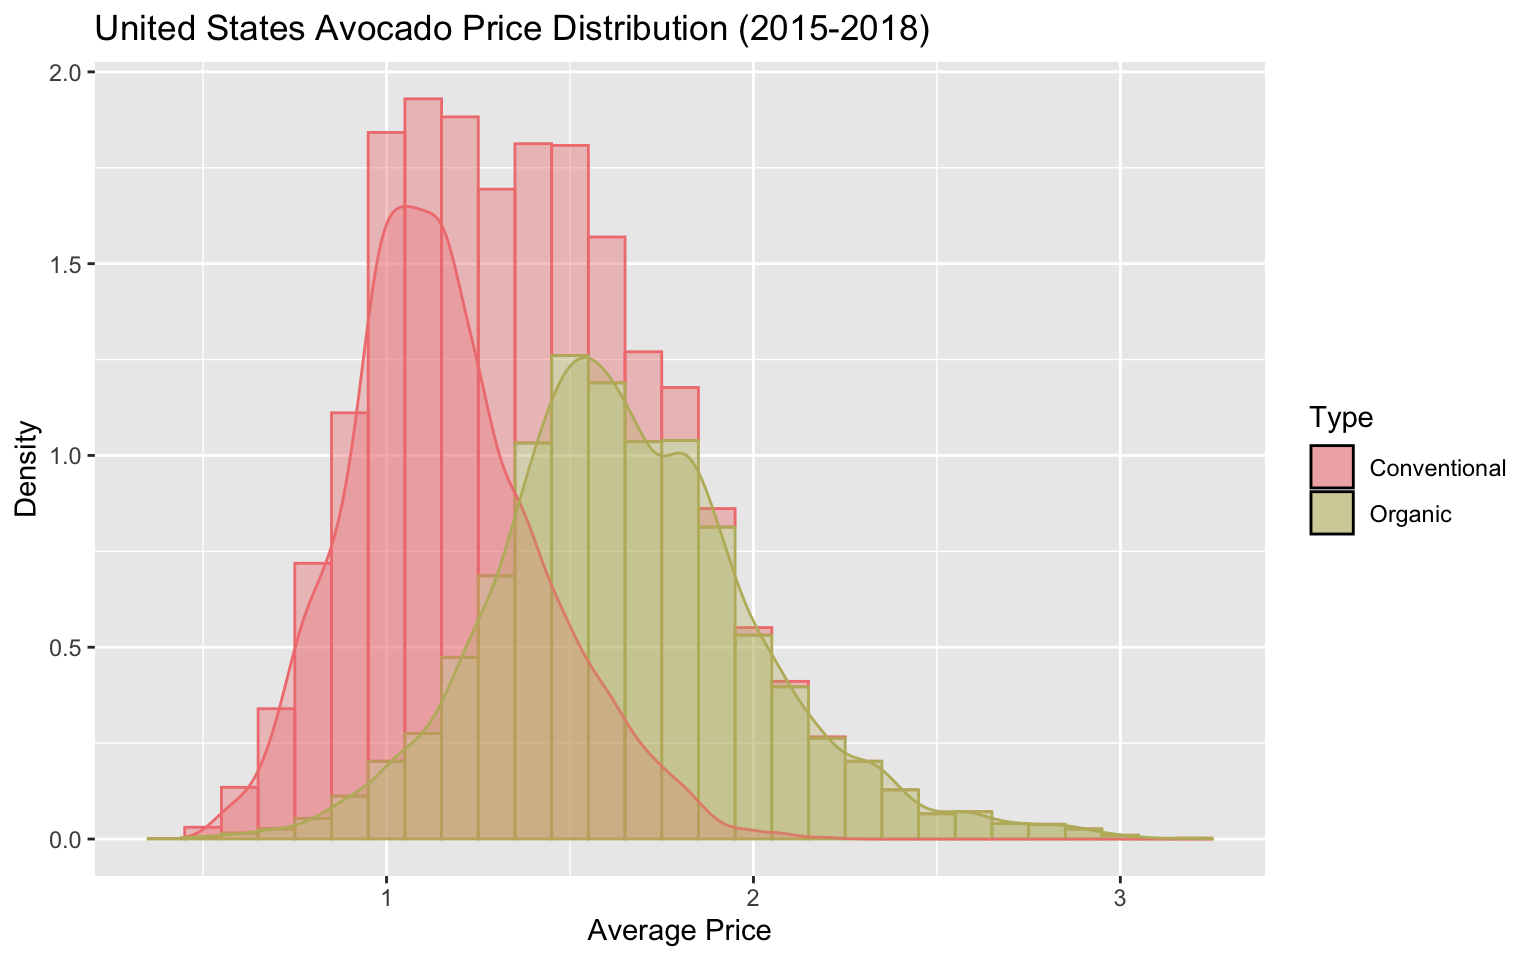 United States Avocado Price Distribution (2015-2018)
2.0
1.5
1.0
0.5
0.0
Density
1
2
3
Average Price
Type
Conventional
Organic